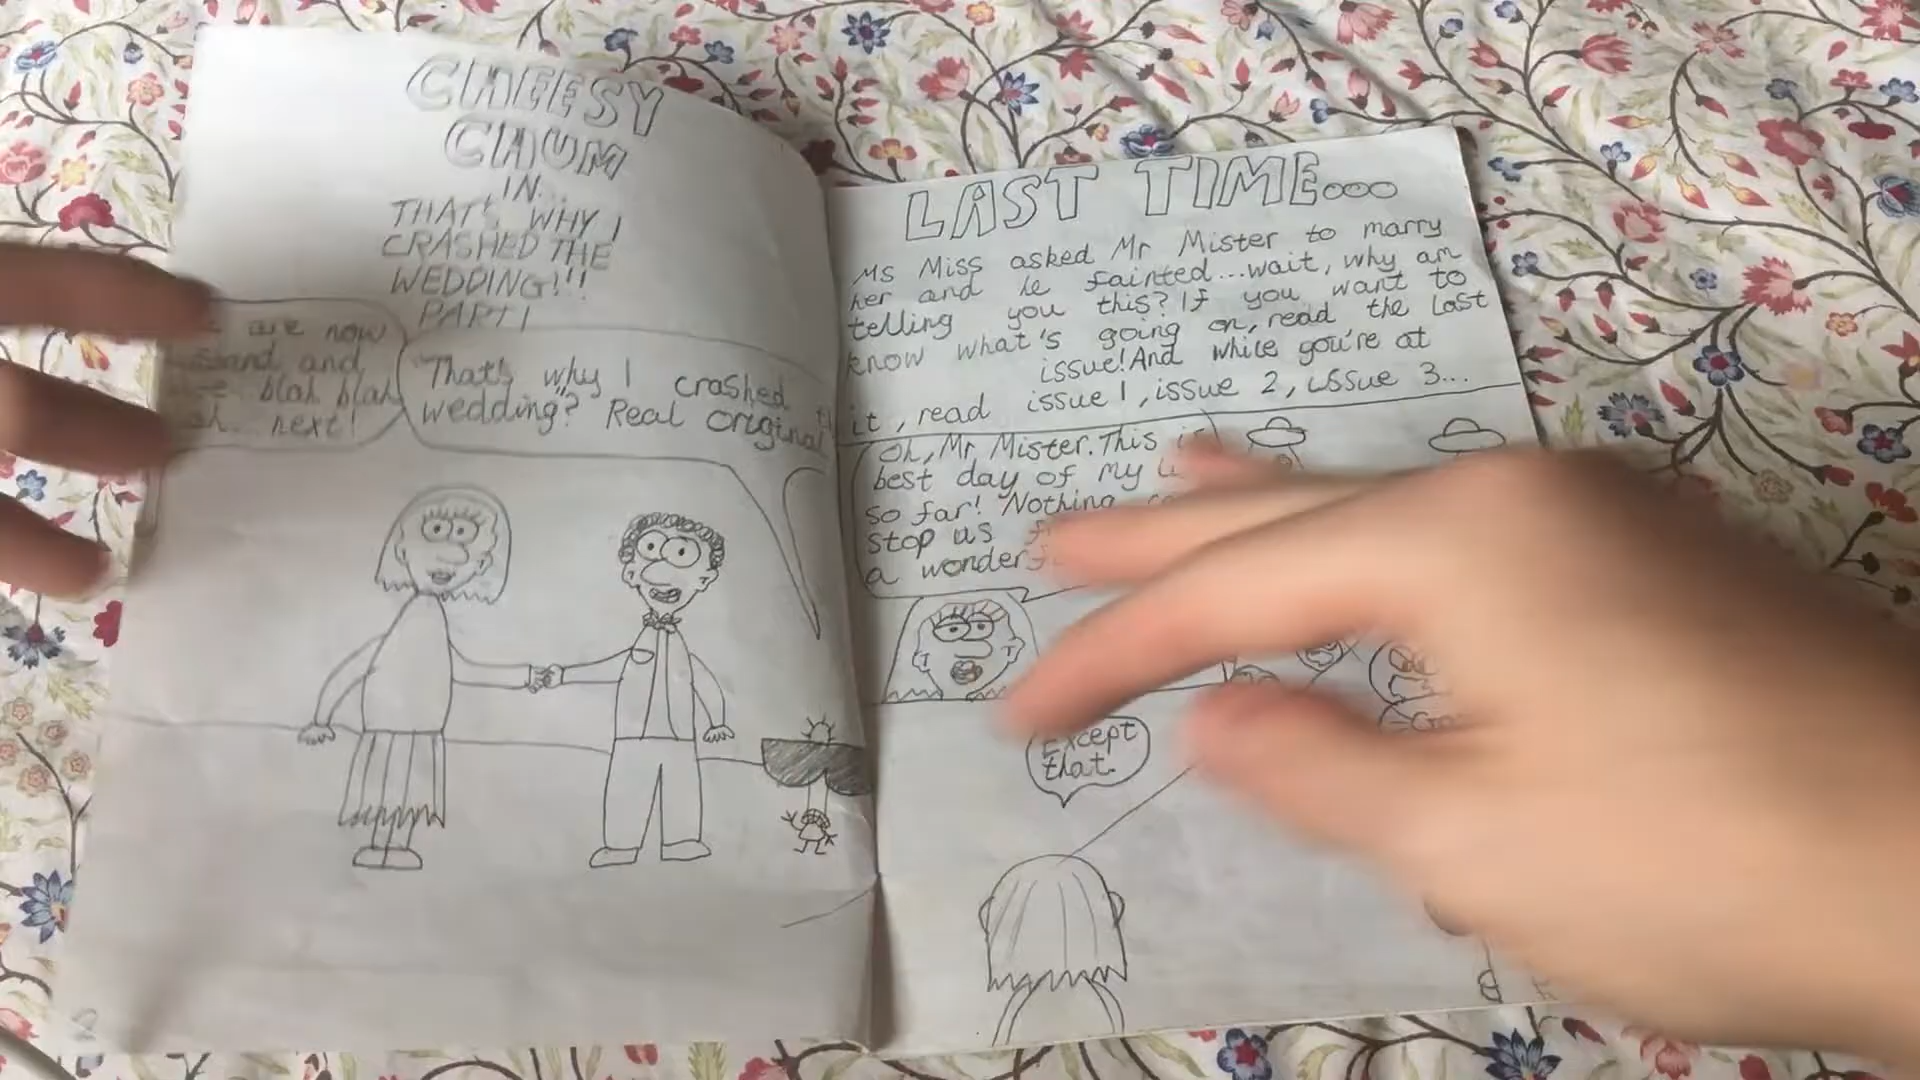 CHEESY
CHUM
IN...
THAT'S WHY I
CRASHED THE
WEDDING!!!
PART 1
are now
and
blah blah
next!
"That's why I crashed
wedding"? Real original
2
LAST TIME...
Ms Miss asked Mr Mister to marry
her and he fainted...wait, why am
telling you this? If you want to
know what's going on, read the last
issue! And while you're at
it, read issue 1, issue 2, issue 3...
Oh, Mr Mister. This is
best day of my
so far! Nothing
stop us
a
Except
that.